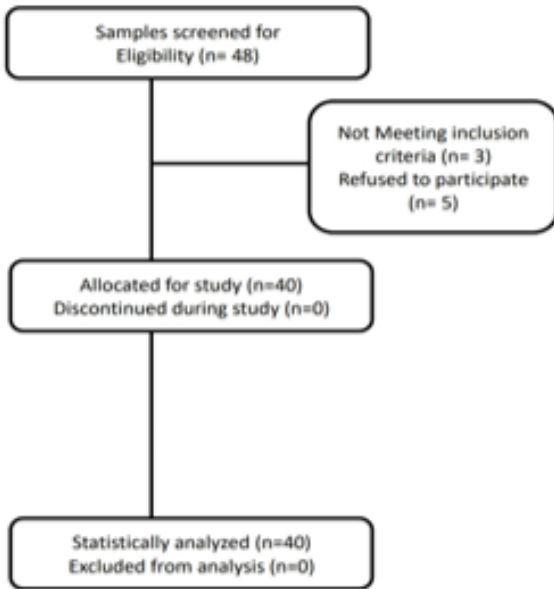 Samples screened for
Eligibility (n= 48)
Not Meeting inclusion
criteria (n= 3)
Refused to participate
(n= 5)
Allocated for study (n=40)
Discontinued during study (n=0)
Statistically analyzed (n=40)
Excluded from analysis (n=0)